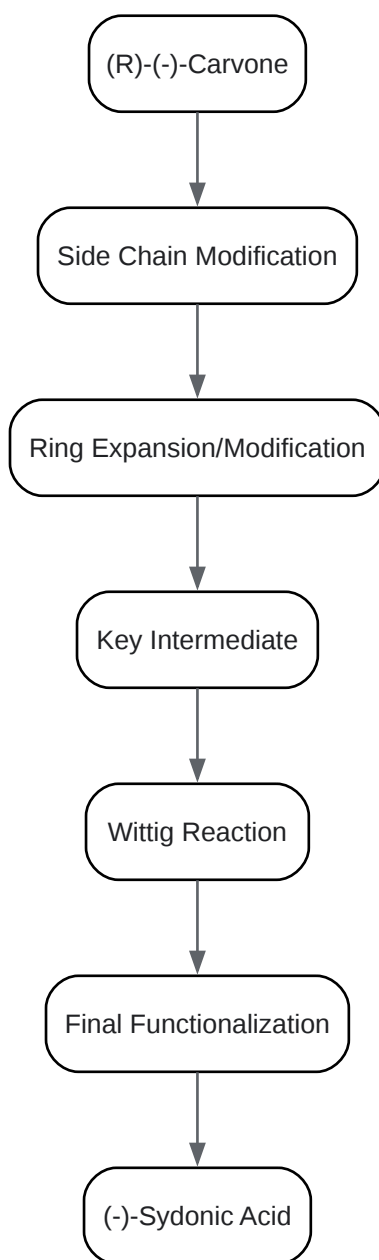 (R)-(-)-Carvone
Side Chain Modification
Ring Expansion/Modification
Key Intermediate
Wittig Reaction
Final Functionalization
(-)-Sydonic Acid